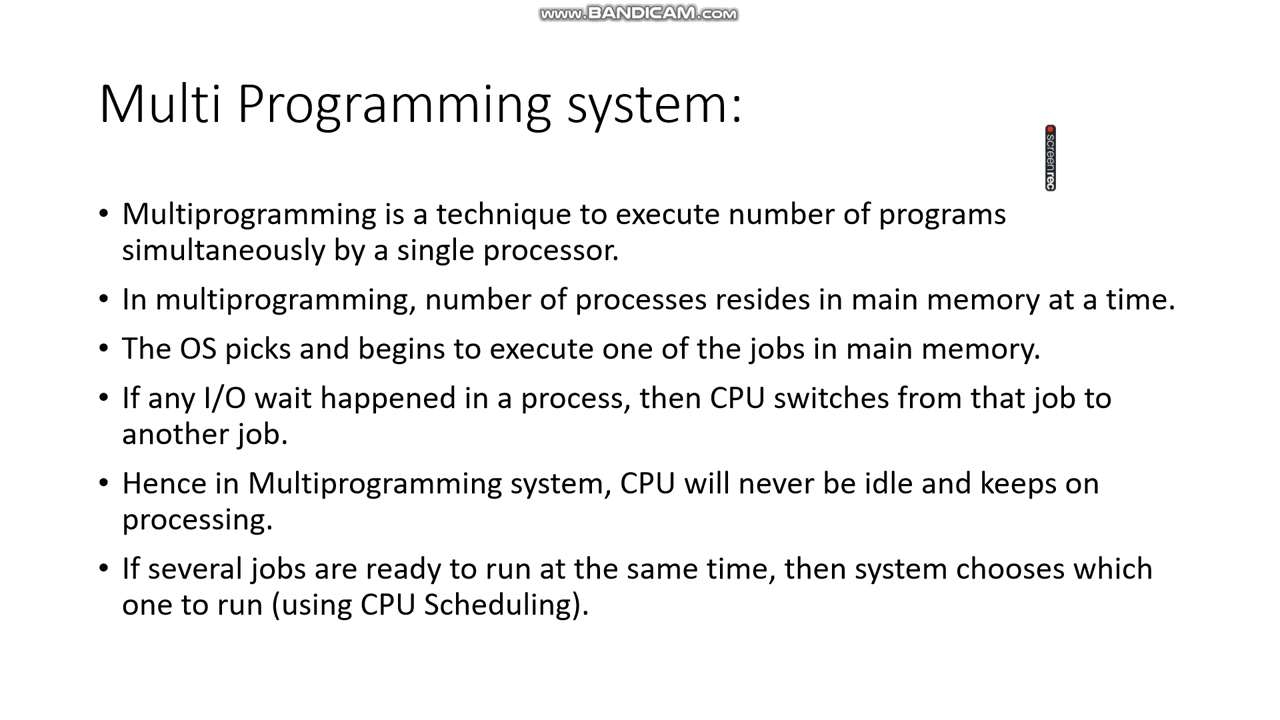 www.BANDICAM.com
Multi Programming system:
screenrec
• Multiprogramming is a technique to execute number of programs
simultaneously by a single processor.
• In multiprogramming, number of processes resides in main memory at a time.
• The OS picks and begins to execute one of the jobs in main memory.
• If any I/O wait happened in a process, then CPU switches from that job to
another job.
• Hence in Multiprogramming system, CPU will never be idle and keeps on
processing.
• If several jobs are ready to run at the same time, then system chooses which
one to run (using CPU Scheduling).